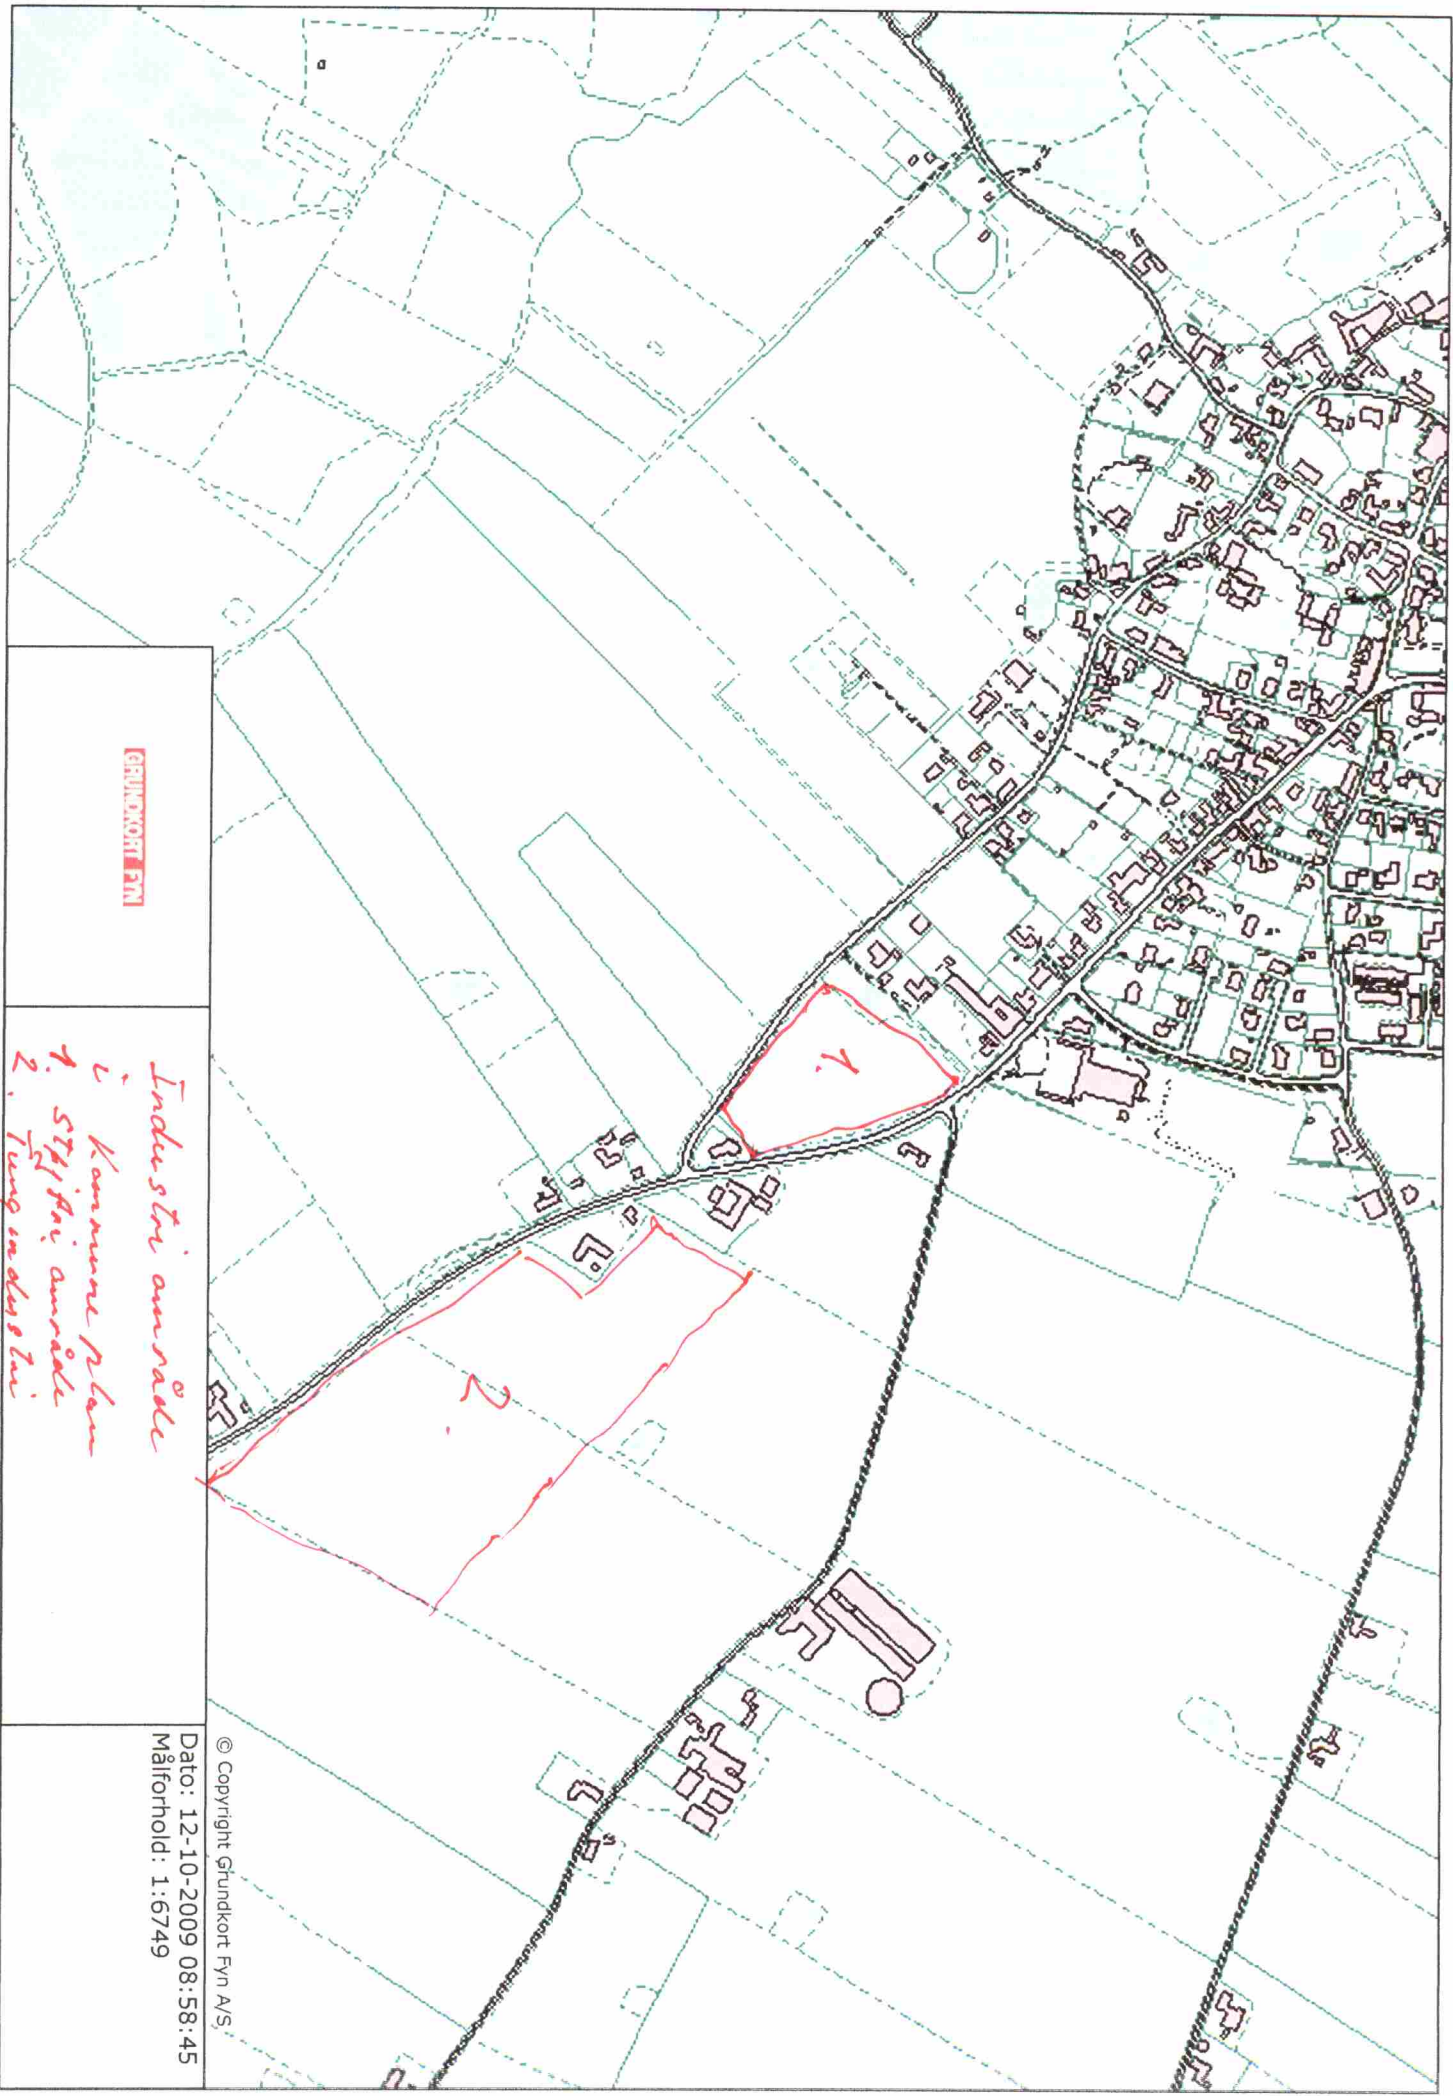 1.
2.
GRUNDKORT FYN
Industri område
i Kommune plan
1. støjfri område
2. Tung industri
© Copyright Grundkort Fyn A/S,
Dato: 12-10-2009 08:58:45
Målforhold: 1:6749